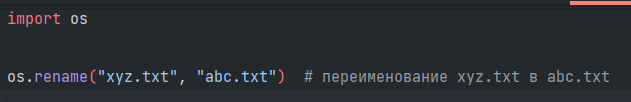 import os
os.rename("xyz.txt", "abc.txt")  # переименование xyz.txt в abc.txt